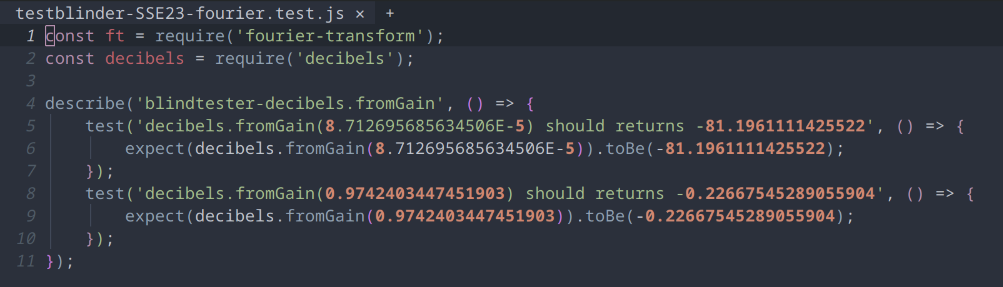 testblinder-SSE23-fourier.test.js × +
1 const ft = require('fourier-transform');
2 const decibels = require('decibels');
3
4 describe('blindtester-decibels.fromGain', () => {
5     test('decibels.fromGain(8.712695685634506E-5) should returns -81.1961111425522', () => {
6         expect(decibels.fromGain(8.712695685634506E-5)).toBe(-81.1961111425522);
7     });
8     test('decibels.fromGain(0.9742403447451903) should returns -0.22667545289055904', () => {
9         expect(decibels.fromGain(0.9742403447451903)).toBe(-0.22667545289055904);
10     });
11 });